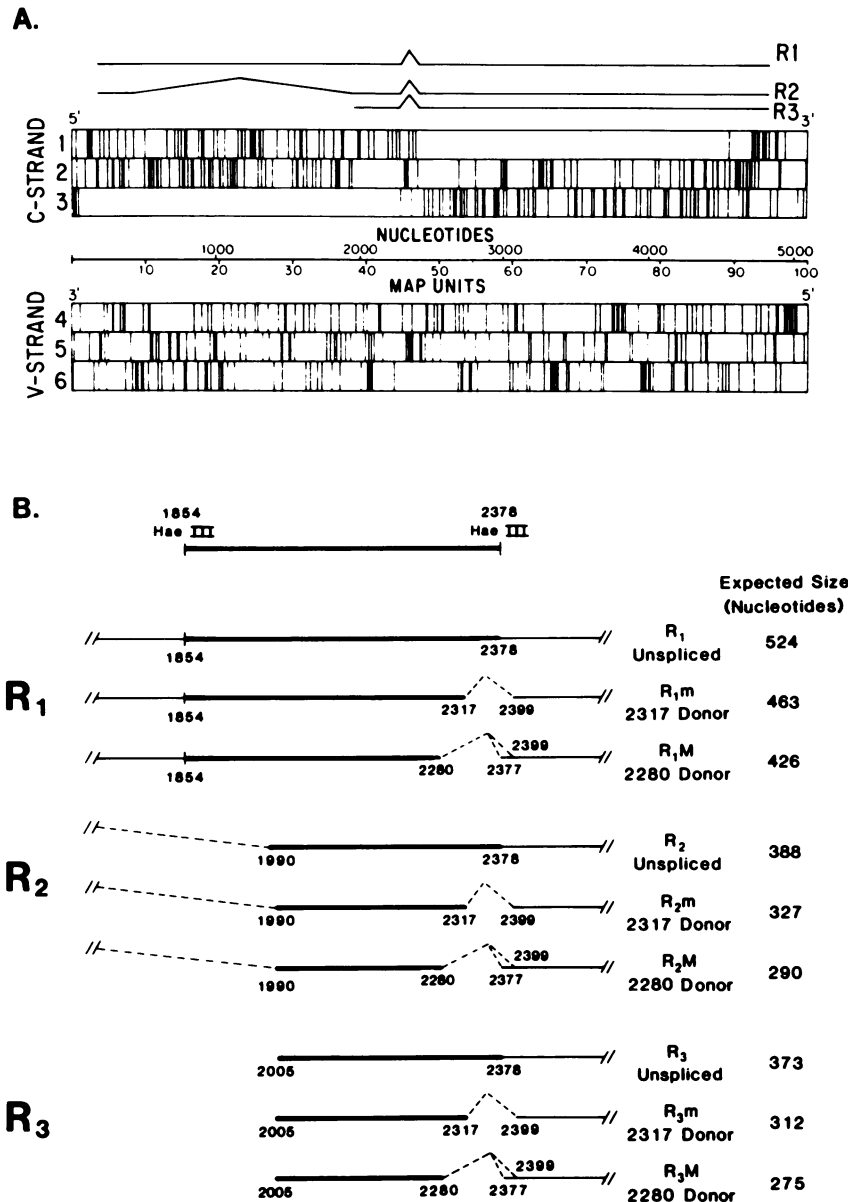 A.
R1
R2
R3
5'
3'
C-STRAND
1
2
3
NUCLEOTIDES
1000 2000 3000 4000 5000
10 20 30 40 50 60 70 80 90 100
MAP UNITS
3'
5'
V-STRAND
4
5
6
B.
1854 2378
Hae III Hae III
Expected Size
(Nucleotides)
R1
1854 2378 R1 Unspliced 524
1854 2317 2399 R1m 2317 Donor 463
1854 2280 2377 2399 R1M 2280 Donor 426
R2
1990 2378 R2 Unspliced 388
1990 2317 2399 R2m 2317 Donor 327
1990 2280 2377 2399 R2M 2280 Donor 290
R3
2005 2378 R3 Unspliced 373
2005 2317 2399 R3m 2317 Donor 312
2005 2280 2377 2399 R3M 2280 Donor 275